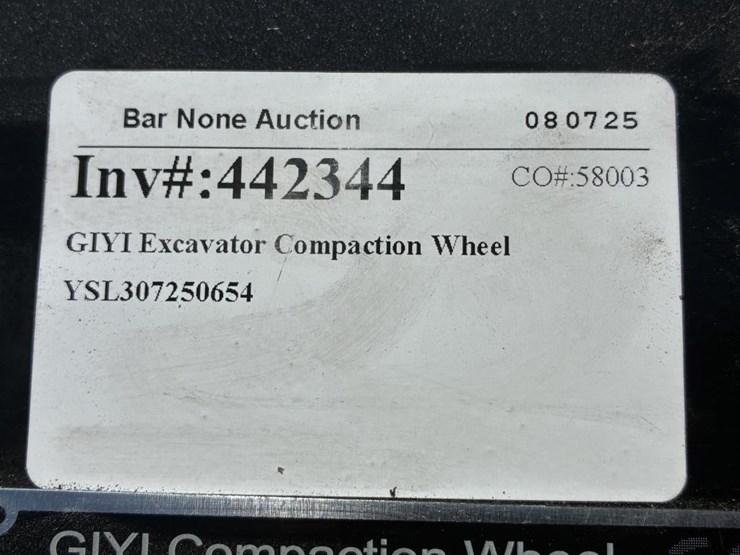 Bar None Auction 080725
Inv#:442344 CO#:58003
GIYI Excavator Compaction Wheel
YSL307250654
GIYI Compaction Wheel